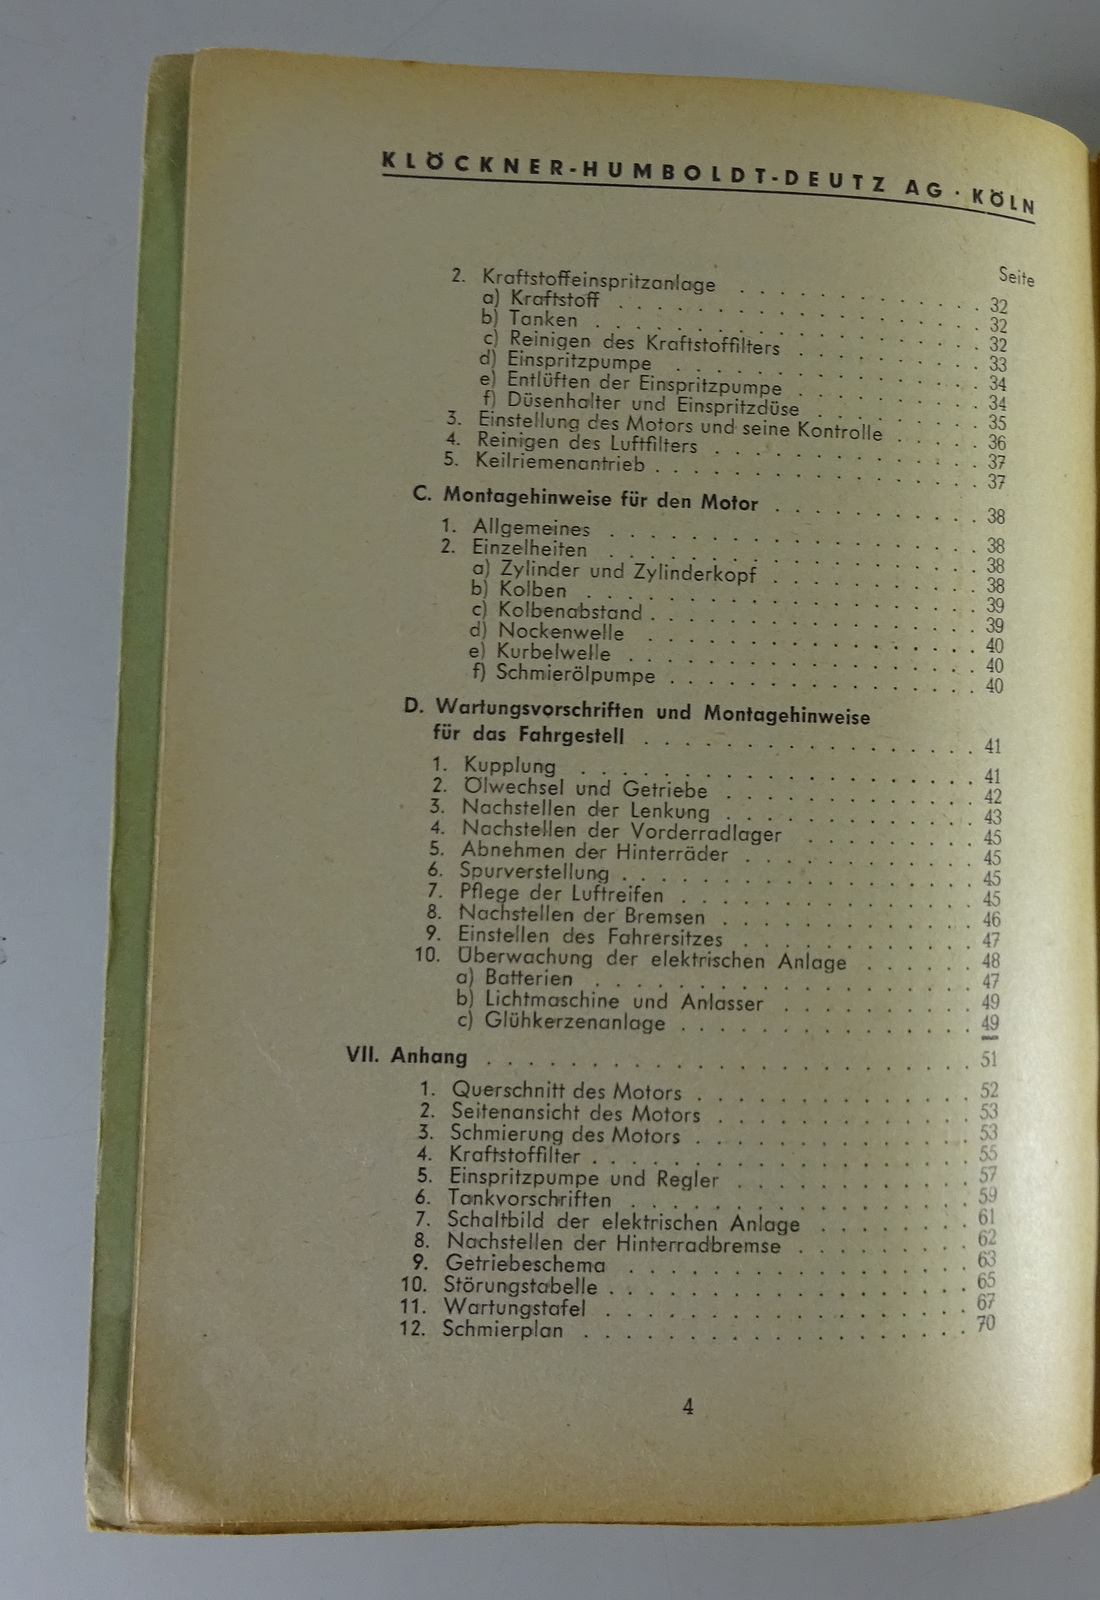 KLÖCKNER-HUMBOLDT-DEUTZ AG · KÖLN
Seite
2. Kraftstoffeinspritzanlage . . . . . . . . . . 32
a) Kraftstoff . . . . . . . . . . 32
b) Tanken . . . . . . . . . . 32
c) Reinigen des Kraftstoffilters . . . . . . . . . . 33
d) Einspritzpumpe . . . . . . . . . . 34
e) Entlüften der Einspritzpumpe . . . . . . . . . . 34
f) Düsenhalter und Einspritzdüse . . . . . . . . . . 35
3. Einstellung des Motors und seine Kontrolle . . . . . 36
4. Reinigen des Luftfilters . . . . . . . . . . 37
5. Keilriemenantrieb . . . . . . . . . . 37
C. Montagehinweise für den Motor . . . . . . . . . . 38
1. Allgemeines . . . . . . . . . . 38
2. Einzelheiten . . . . . . . . . . 38
a) Zylinder und Zylinderkopf . . . . . . . . . . 38
b) Kolben . . . . . . . . . . 39
c) Kolbenabstand . . . . . . . . . . 39
d) Nockenwelle . . . . . . . . . . 40
e) Kurbelwelle . . . . . . . . . . 40
f) Schmierölpumpe . . . . . . . . . . 40
D. Wartungsvorschriften und Montagehinweise
für das Fahrgestell . . . . . . . . . . 41
1. Kupplung . . . . . . . . . . 41
2. Ölwechsel und Getriebe . . . . . . . . . . 42
3. Nachstellen der Lenkung . . . . . . . . . . 43
4. Nachstellen der Vorderradlager . . . . . . . . . . 45
5. Abnehmen der Hinterräder . . . . . . . . . . 45
6. Spurverstellung . . . . . . . . . . 45
7. Pflege der Luftreifen . . . . . . . . . . 45
8. Nachstellen der Bremsen . . . . . . . . . . 46
9. Einstellen des Fahrersitzes . . . . . . . . . . 47
10. Überwachung der elektrischen Anlage . . . . . . 48
a) Batterien . . . . . . . . . . 47
b) Lichtmaschine und Anlasser . . . . . . . . . . 49
c) Glühkerzenanlage . . . . . . . . . . 49
VII. Anhang . . . . . . . . . . 51
1. Querschnitt des Motors . . . . . . . . . . 52
2. Seitenansicht des Motors . . . . . . . . . . 53
3. Schmierung des Motors . . . . . . . . . . 53
4. Kraftstoffilter . . . . . . . . . . 55
5. Einspritzpumpe und Regler . . . . . . . . . . 57
6. Tankvorschriften . . . . . . . . . . 59
7. Schaltbild der elektrischen Anlage . . . . . . . 61
8. Nachstellen der Hinterradbremse . . . . . . . . 62
9. Getriebeschema . . . . . . . . . . 63
10. Störungstabelle . . . . . . . . . . 65
11. Wartungstafel . . . . . . . . . . 67
12. Schmierplan . . . . . . . . . . 70
4